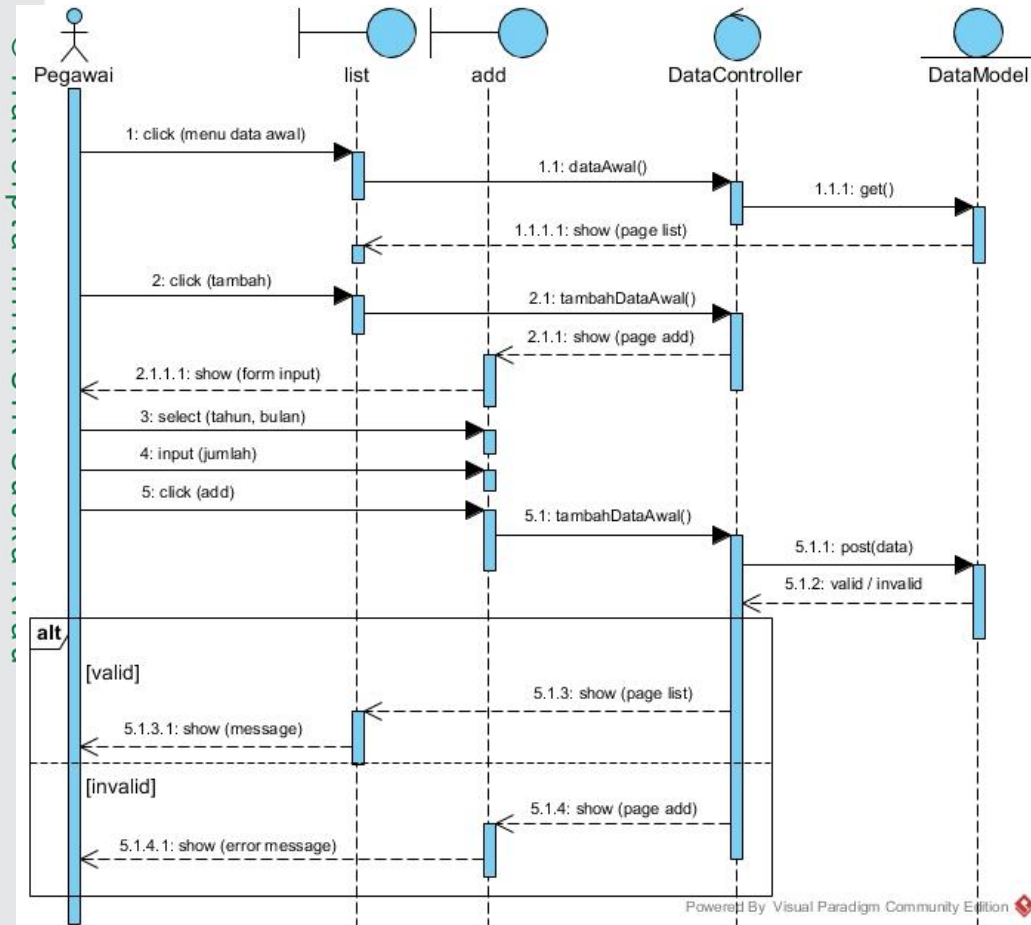 Pegawai
list
add
DataController
DataModel
1: click (menu data awal)
1.1: dataAwal()
1.1.1: get()
1.1.1.1: show (page list)
2: click (tambah)
2.1: tambahDataAwal()
2.1.1: show (page add)
2.1.1.1: show (form input)
3: select (tahun, bulan)
4: input (jumlah)
5: click (add)
5.1: tambahDataAwal()
5.1.1: post(data)
5.1.2: valid / invalid
alt
[valid]
5.1.3: show (page list)
5.1.3.1: show (message)
[invalid]
5.1.4: show (page add)
5.1.4.1: show (error message)
Powered By Visual Paradigm Community Edition